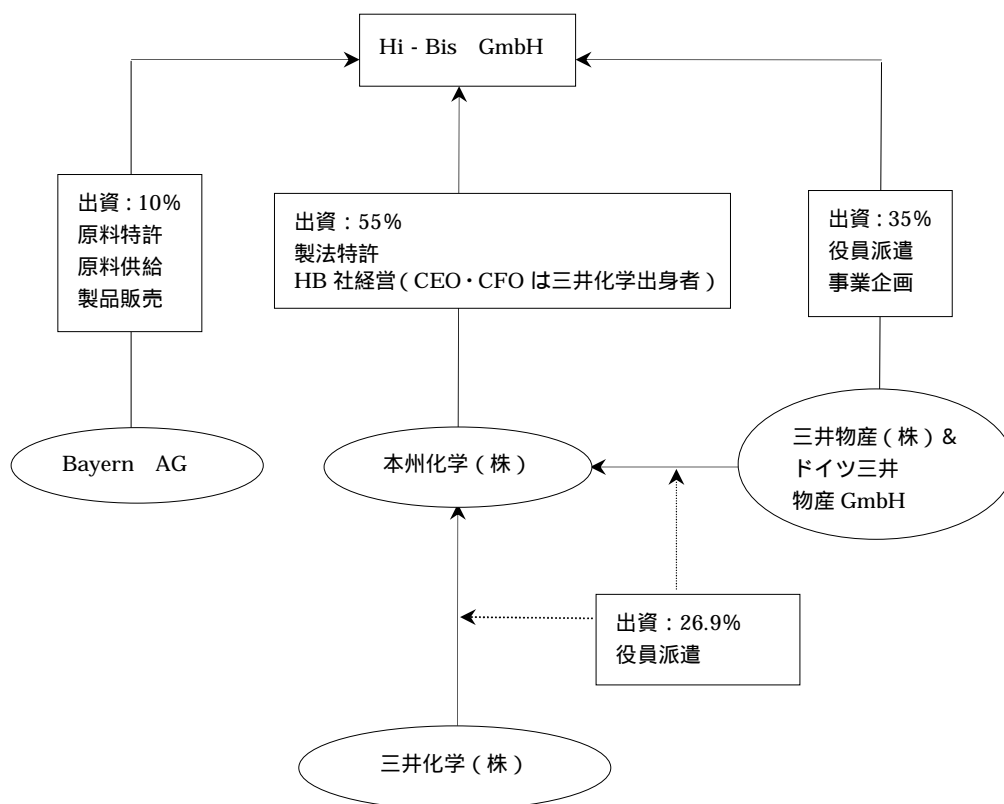 Hi - Bis GmbH
出資：10%
原料特許
原料供給
製品販売
出資：55%
製法特許
HB 社経営（CEO・CFO は三井化学出身者）
出資：35%
役員派遣
事業企画
Bayern AG
本州化学（株）
三井物産（株）&
ドイツ三井
物産 GmbH
出資：26.9%
役員派遣
三井化学（株）